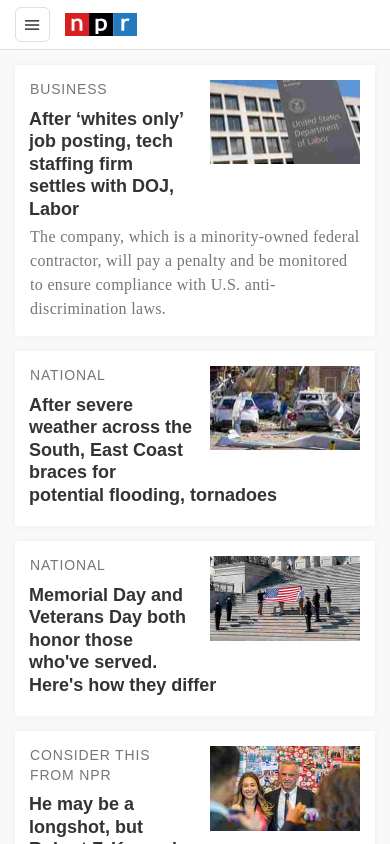 npr
BUSINESS
After ‘whites only’
job posting, tech
staffing firm
settles with DOJ,
Labor
United States
Department
of Labor
The company, which is a minority-owned federal
contractor, will pay a penalty and be monitored
to ensure compliance with U.S. anti-
discrimination laws.
NATIONAL
After severe
weather across the
South, East Coast
braces for
potential flooding, tornadoes
NATIONAL
Memorial Day and
Veterans Day both
honor those
who've served.
Here's how they differ
CONSIDER THIS
FROM NPR
He may be a
longshot, but